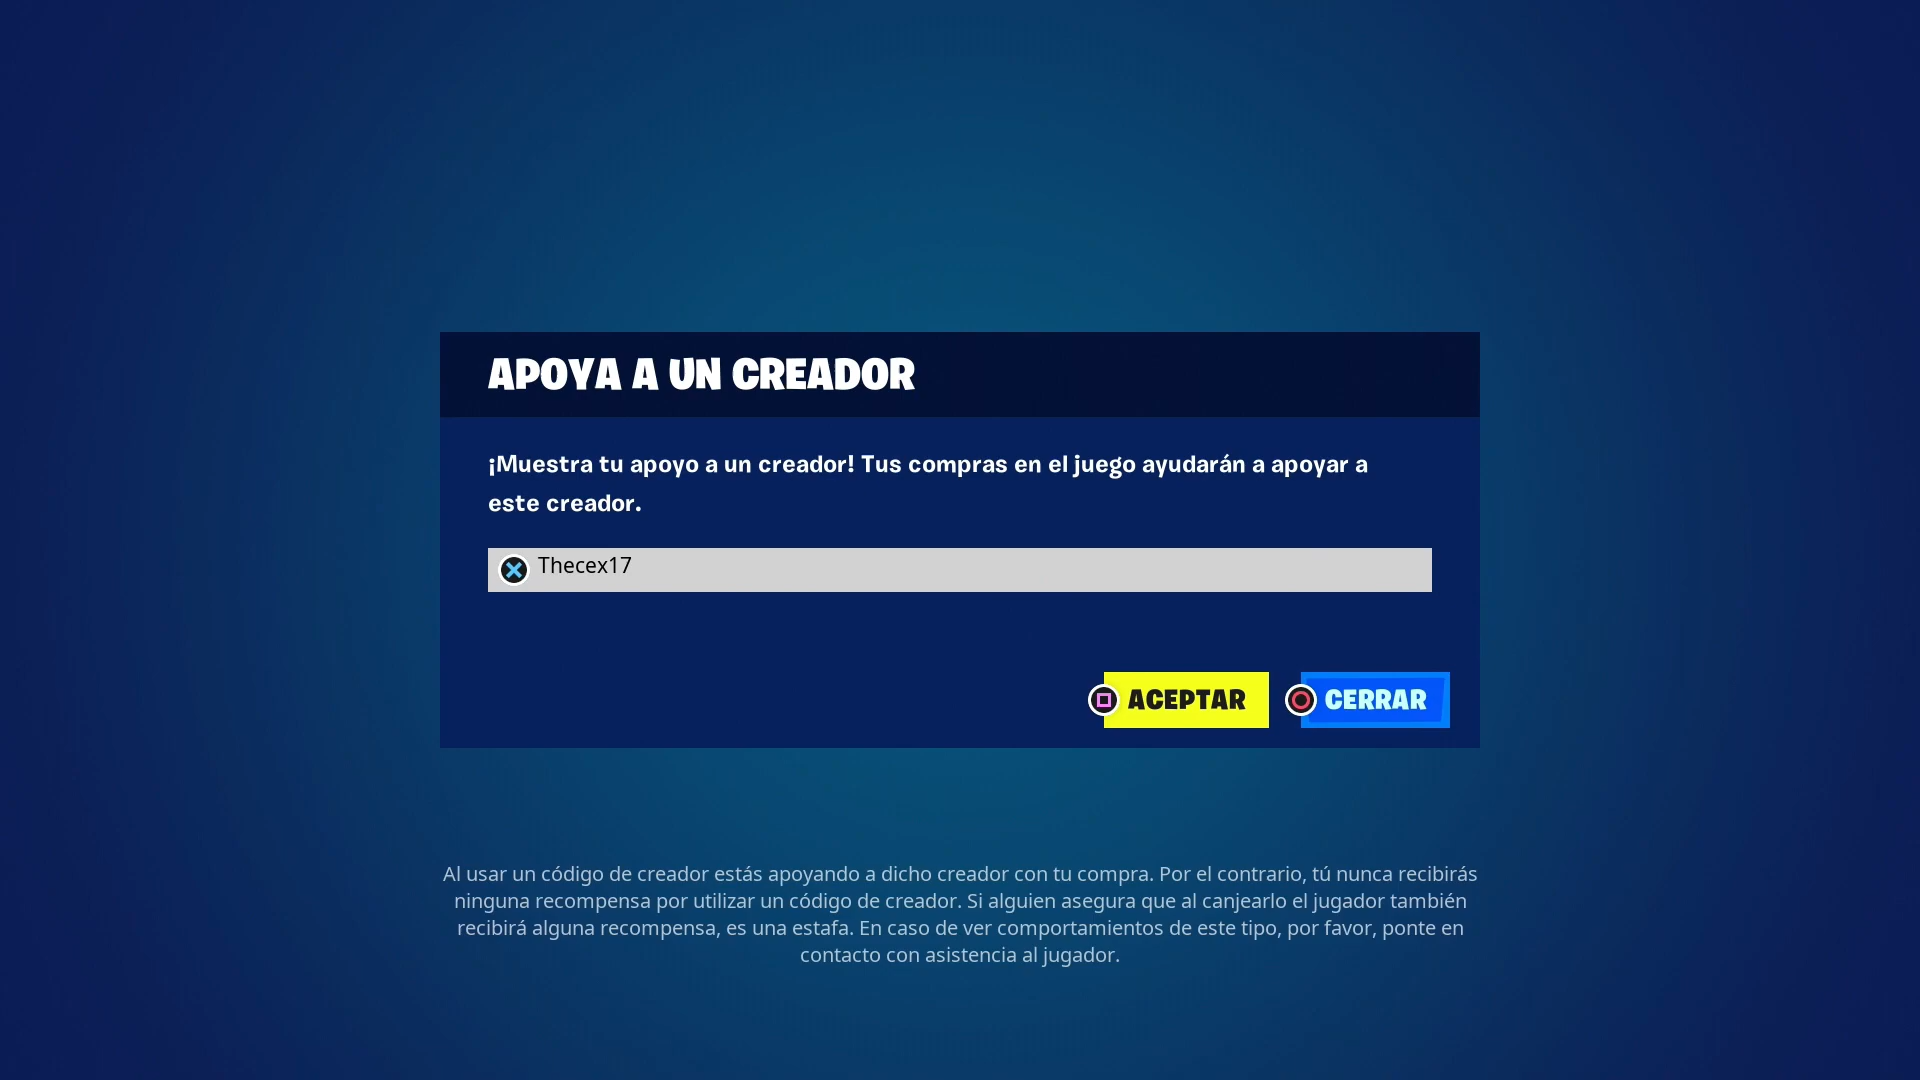 APOYA A UN CREADOR
¡Muestra tu apoyo a un creador! Tus compras en el juego ayudarán a apoyar a
este creador.
Thecex17
ACEPTAR
CERRAR
Al usar un código de creador estás apoyando a dicho creador con tu compra. Por el contrario, tú nunca recibirás
ninguna recompensa por utilizar un código de creador. Si alguien asegura que al canjearlo el jugador también
recibirá alguna recompensa, es una estafa. En caso de ver comportamientos de este tipo, por favor, ponte en
contacto con asistencia al jugador.